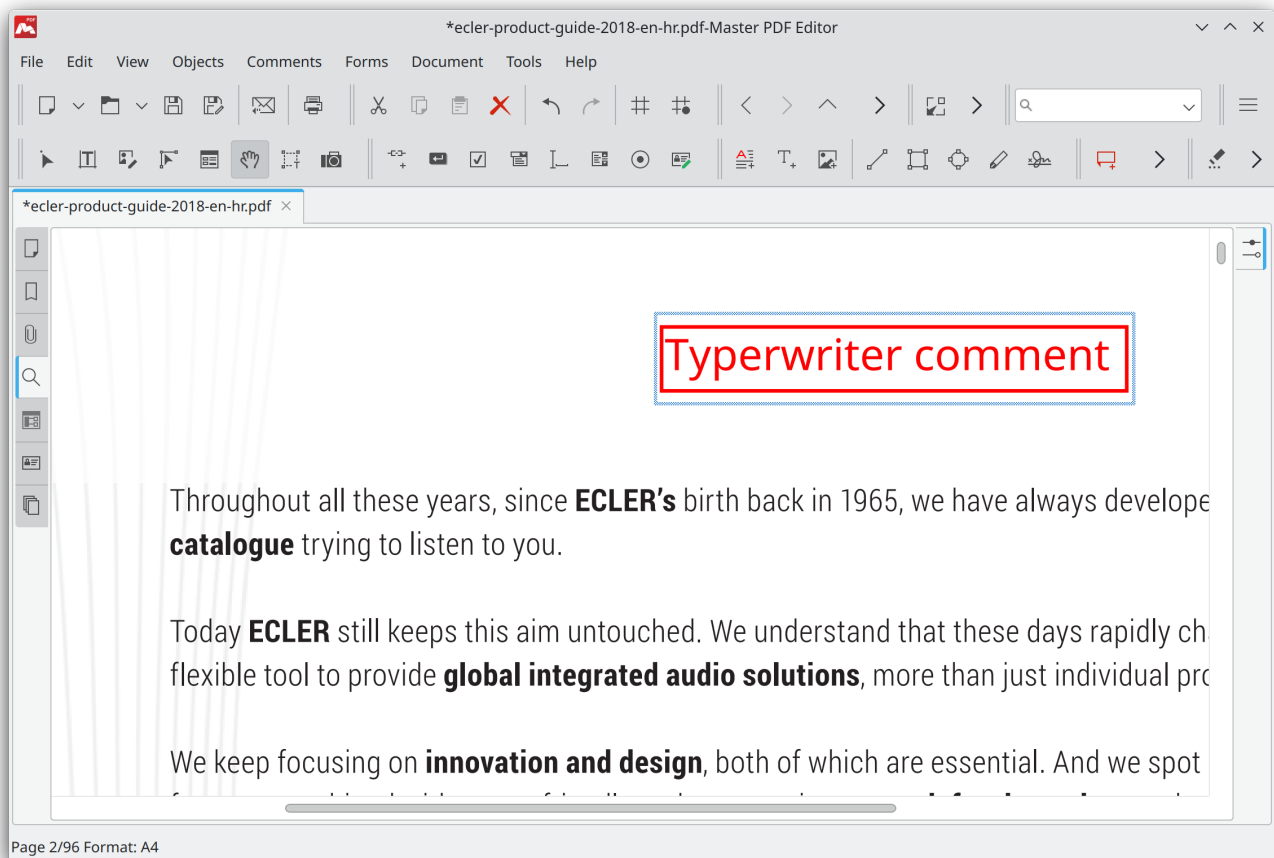 *ecler-product-guide-2018-en-hr.pdf-Master PDF Editor
File Edit View Objects Comments Forms Document Tools Help
*ecler-product-guide-2018-en-hr.pdf
Typerwriter comment
Throughout all these years, since ECLER’s birth back in 1965, we have always develope
catalogue trying to listen to you.
Today ECLER still keeps this aim untouched. We understand that these days rapidly ch
flexible tool to provide global integrated audio solutions, more than just individual pro
We keep focusing on innovation and design, both of which are essential. And we spot
Page 2/96 Format: A4